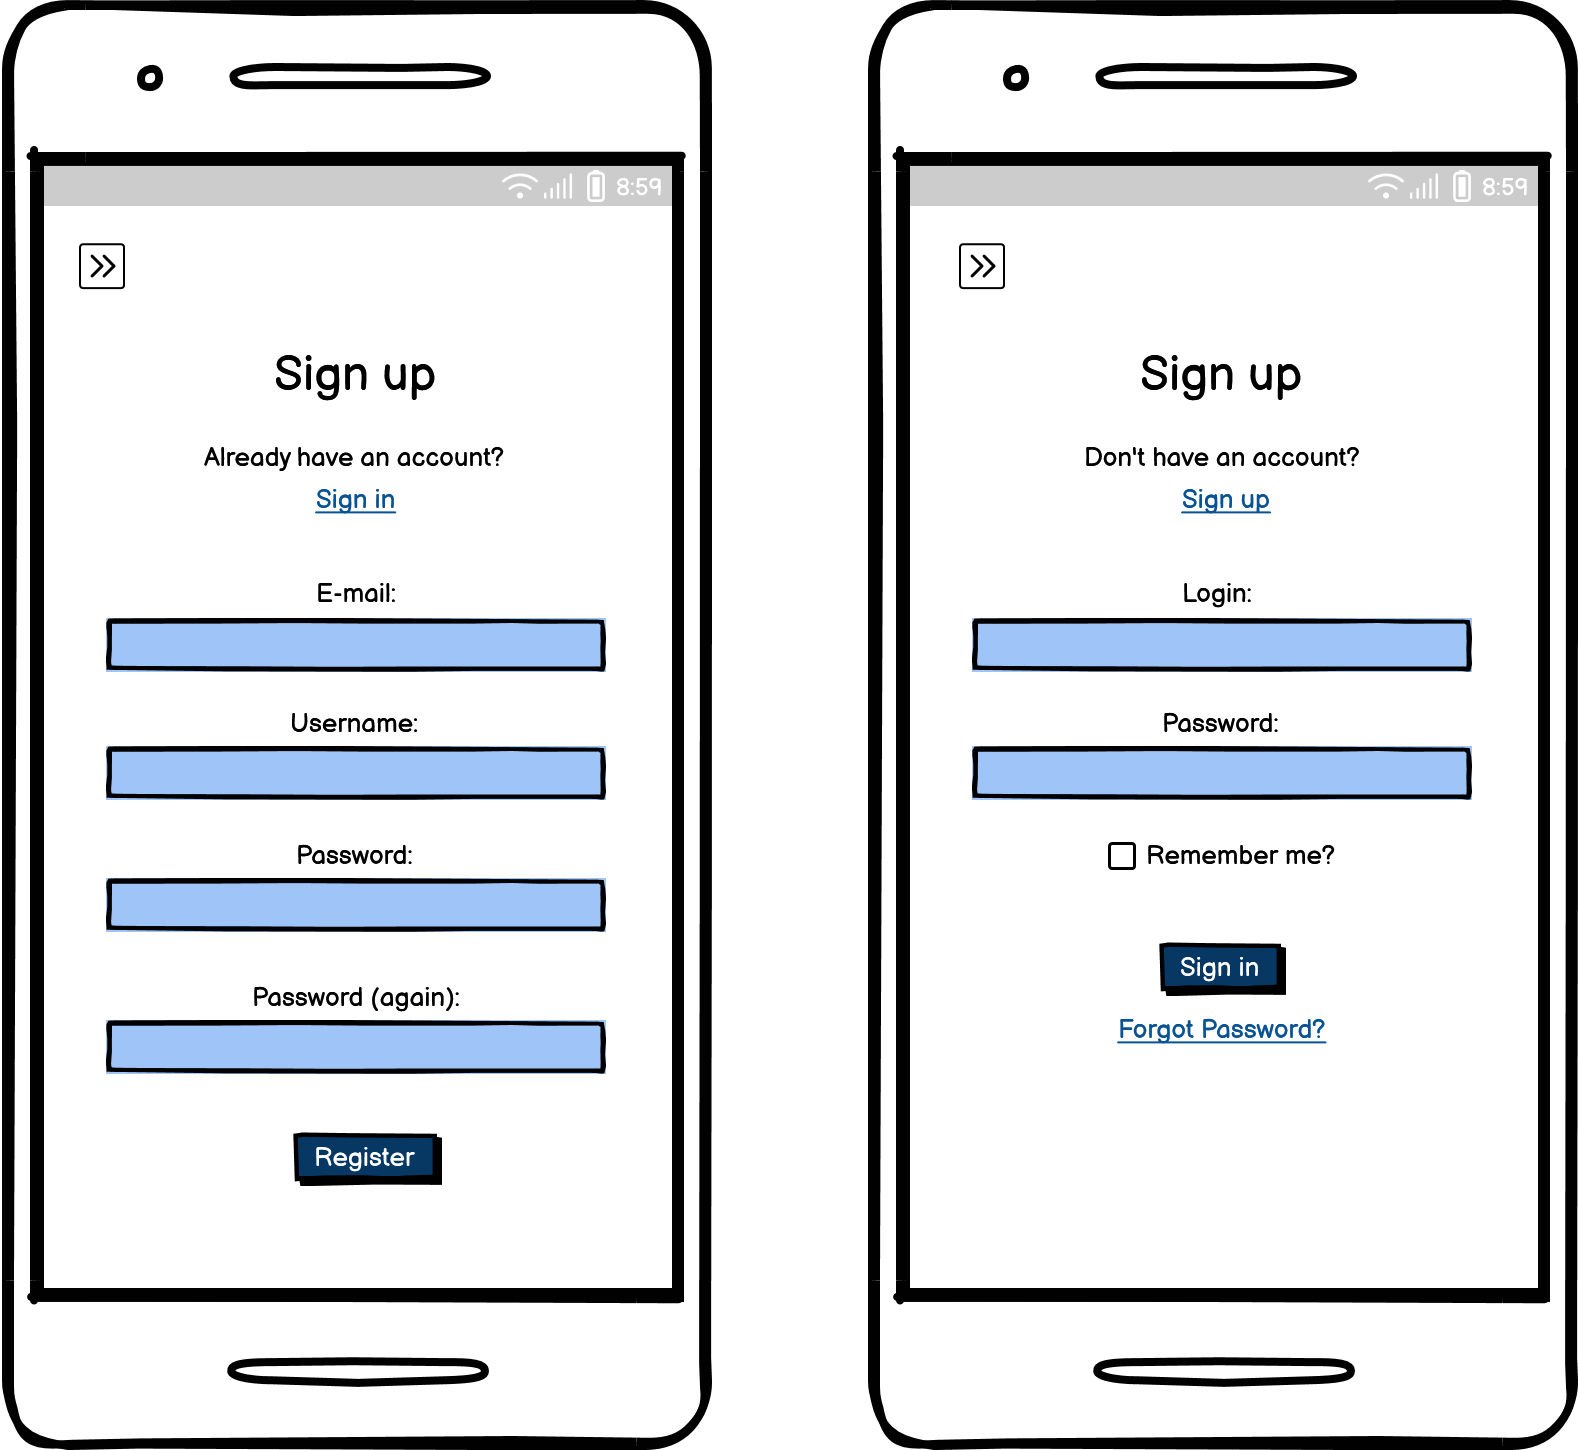 8:59
Sign up
Already have an account?
Sign in
E-mail:
Username:
Password:
Password (again):
Register
8:59
Sign up
Don't have an account?
Sign up
Login:
Password:
Remember me?
Sign in
Forgot Password?